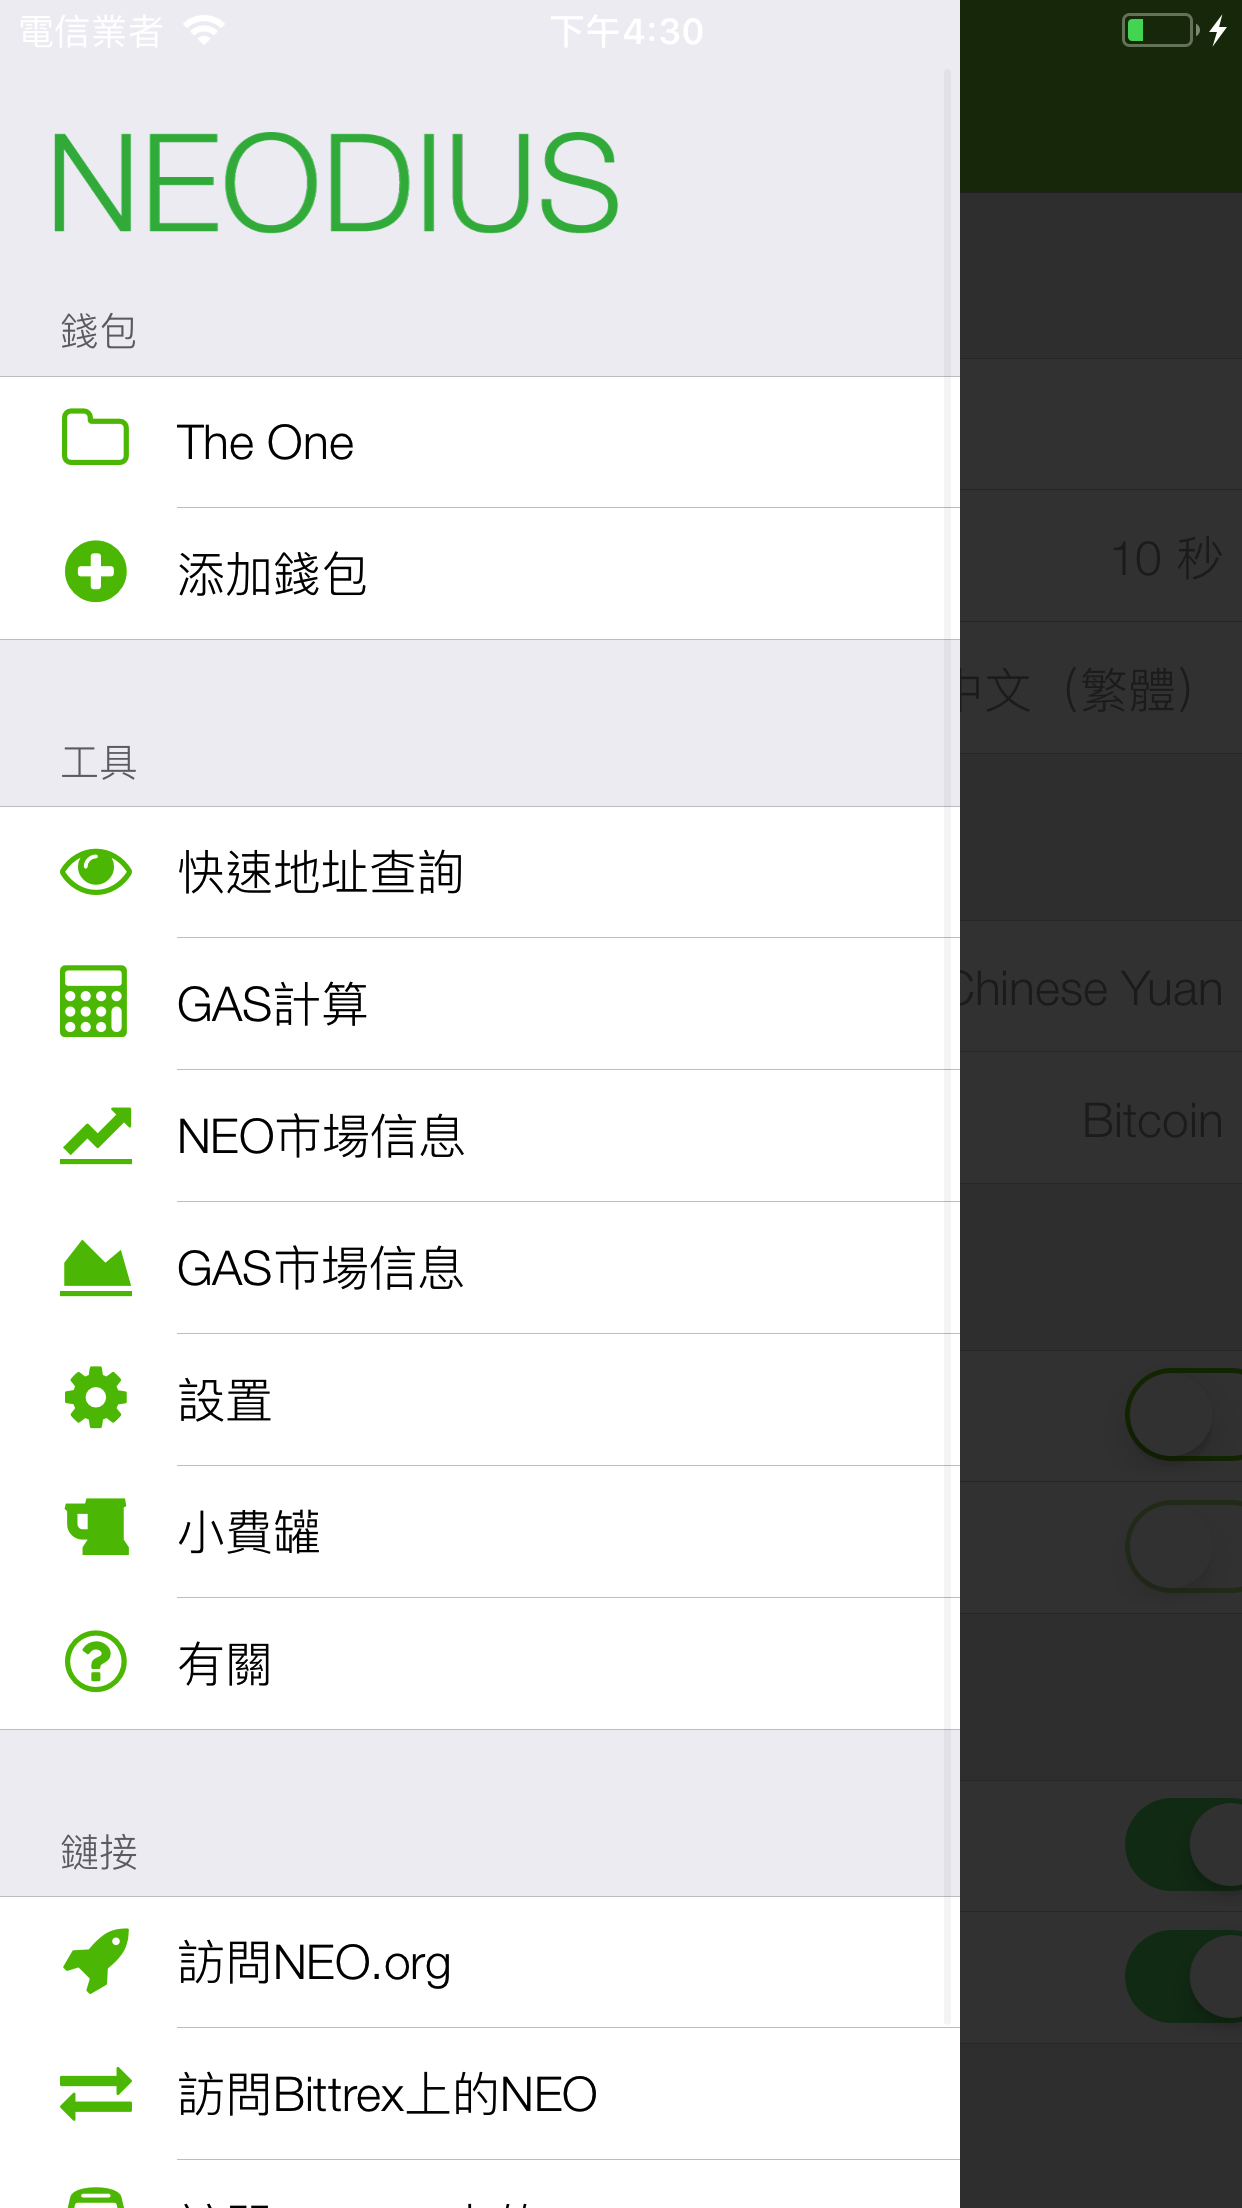 電信業者
下午4:30
NEODIUS
錢包
The One
添加錢包
10 秒
中文（繁體）
工具
快速地址查詢
GAS計算
Chinese Yuan
NEO市場信息
Bitcoin
GAS市場信息
設置
小費罐
有關
鏈接
訪問NEO.org
訪問Bittrex上的NEO